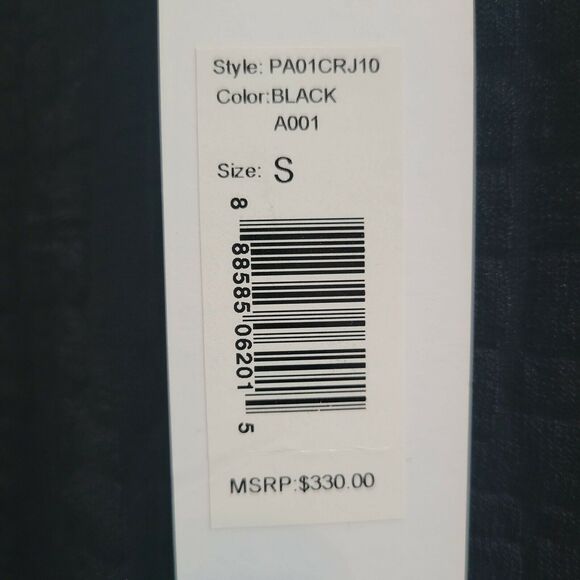 Style: PA01CRJ10
Color:BLACK
A001
Size: S
8 88585 06201 5
MSRP:$330.00